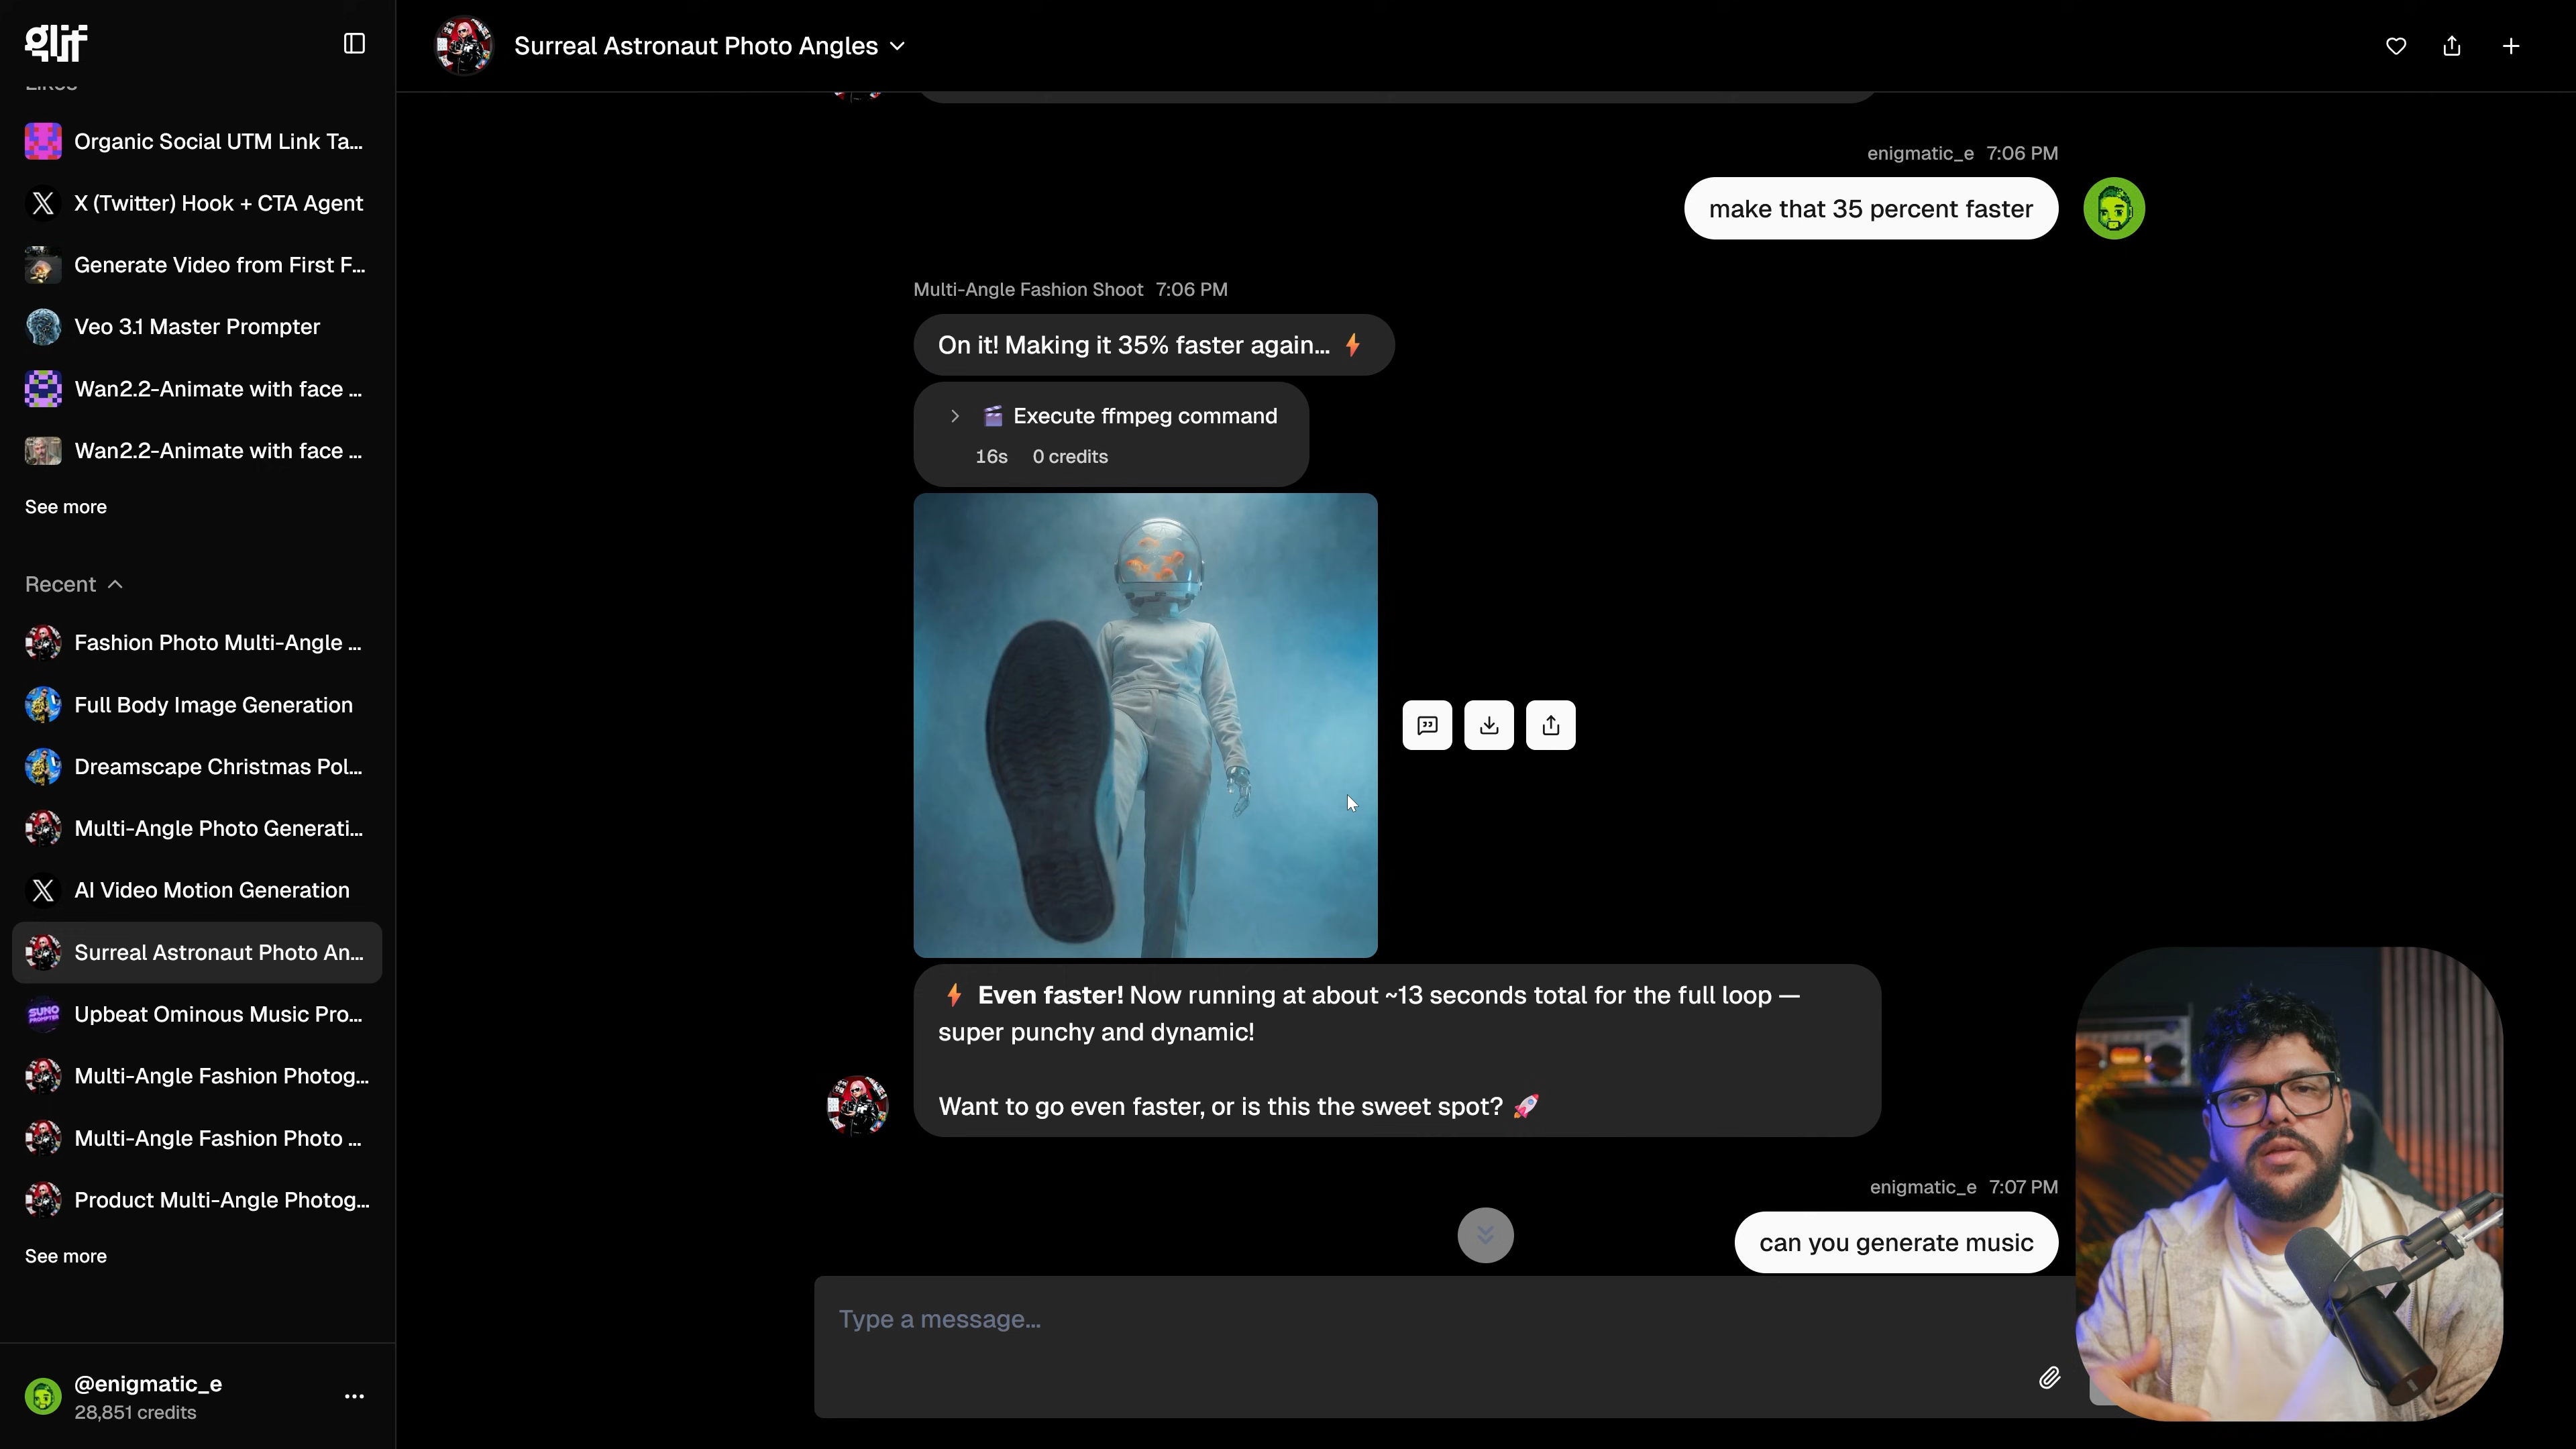 glif
Likes
Organic Social UTM Link Ta...
X (Twitter) Hook + CTA Agent
Generate Video from First F...
Veo 3.1 Master Prompter
Wan2.2-Animate with face ...
Wan2.2-Animate with face ...
See more
Recent
Fashion Photo Multi-Angle ...
Full Body Image Generation
Dreamscape Christmas Pol...
Multi-Angle Photo Generati...
AI Video Motion Generation
Surreal Astronaut Photo An...
SUNO
PROMPTER
Upbeat Ominous Music Pro...
Multi-Angle Fashion Photog...
Multi-Angle Fashion Photo ...
Product Multi-Angle Photog...
See more
@enigmatic_e
28,851 credits
Surreal Astronaut Photo Angles
enigmatic_e 7:06 PM
make that 35 percent faster
Multi-Angle Fashion Shoot 7:06 PM
On it! Making it 35% faster again... ⚡
🎬 Execute ffmpeg command
16s 0 credits
⚡ Even faster! Now running at about ~13 seconds total for the full loop —
super punchy and dynamic!
Want to go even faster, or is this the sweet spot? 🚀
enigmatic_e 7:07 PM
can you generate music
Type a message...